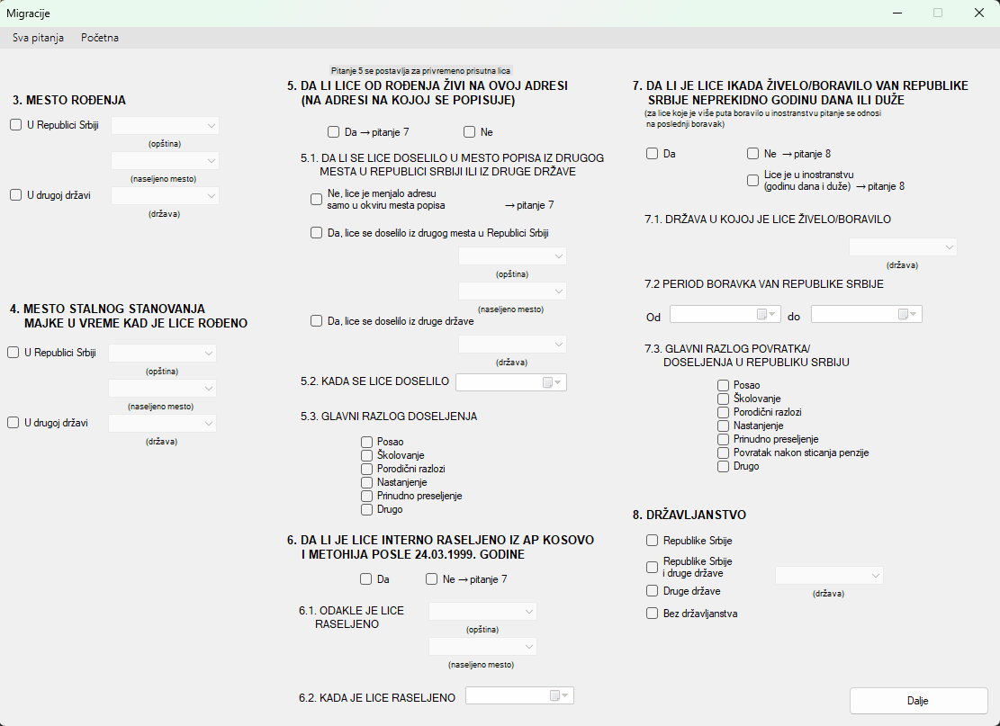 Migracije
Sva pitanja
Početna
3. MESTO ROĐENJA
U Republici Srbiji
(opština)
(naseljeno mesto)
U drugoj državi
(država)
4. MESTO STALNOG STANOVANJA
MAJKE U VREME KAD JE LICE ROĐENO
U Republici Srbiji
(opština)
(naseljeno mesto)
U drugoj državi
(država)
Pitanje 5 se postavlja za privremeno prisutna lica
5. DA LI LICE OD ROĐENJA ŽIVI NA OVOJ ADRESI
(NA ADRESI NA KOJOJ SE POPISUJE)
Da → pitanje 7
Ne
5.1. DA LI SE LICE DOSELILO U MESTO POPISA IZ DRUGOG
MESTA U REPUBLICI SRBIJI ILI IZ DRUGE DRŽAVE
Ne, lice je menjalo adresu
samo u okviru mesta popisa → pitanje 7
Da, lice se doselilo iz drugog mesta u Republici Srbiji
(opština)
(naseljeno mesto)
Da, lice se doselilo iz druge države
(država)
5.2. KADA SE LICE DOSELILO
5.3. GLAVNI RAZLOG DOSELJENJA
Posao
Školovanje
Porodični razlozi
Nastanjenje
Prinudno preseljenje
Drugo
6. DA LI JE LICE INTERNO RASELJENO IZ AP KOSOVO
I METOHIJA POSLE 24.03.1999. GODINE
Da
Ne → pitanje 7
6.1. ODAKLE JE LICE
RASELJENO
(opština)
(naseljeno mesto)
6.2. KADA JE LICE RASELJENO
7. DA LI JE LICE IKADA ŽIVELO/BORAVILO VAN REPUBLIKE
SRBIJE NEPREKIDNO GODINU DANA ILI DUŽE
(za lice koje je više puta boravilo u inostranstvu pitanje se odnosi
na poslednji boravak)
Da
Ne → pitanje 8
Lice je u inostranstvu
(godinu dana i duže) → pitanje 8
7.1. DRŽAVA U KOJOJ JE LICE ŽIVELO/BORAVILO
(država)
7.2 PERIOD BORAVKA VAN REPUBLIKE SRBIJE
Od
do
7.3. GLAVNI RAZLOG POVRATKA/
DOSELJENJA U REPUBLIKU SRBIJU
Posao
Školovanje
Porodični razlozi
Nastanjenje
Prinudno preseljenje
Povratak nakon sticanja penzije
Drugo
8. DRŽAVLJANSTVO
Republike Srbije
Republike Srbije
i druge države
(država)
Druge države
Bez državljanstva
Dalje